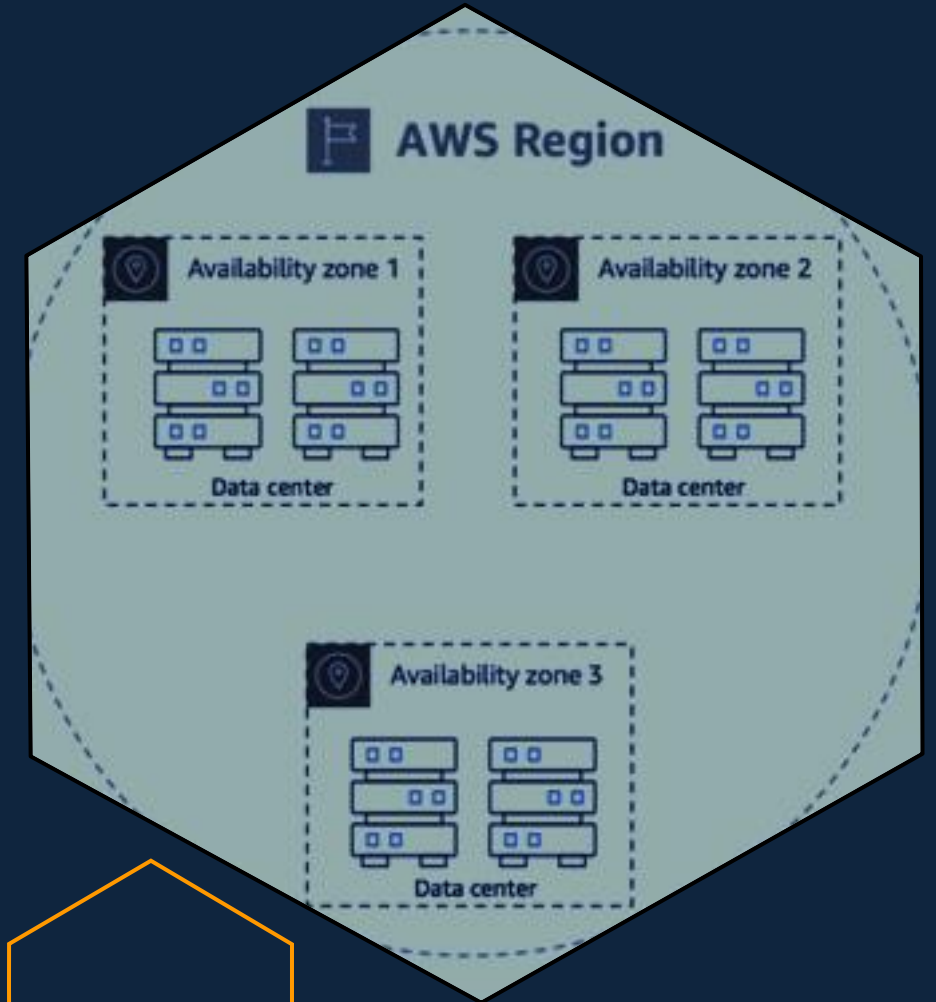 AWS Region
Availability zone 1
Availability zone 2
Data center
Data center
Availability zone 3
Data center